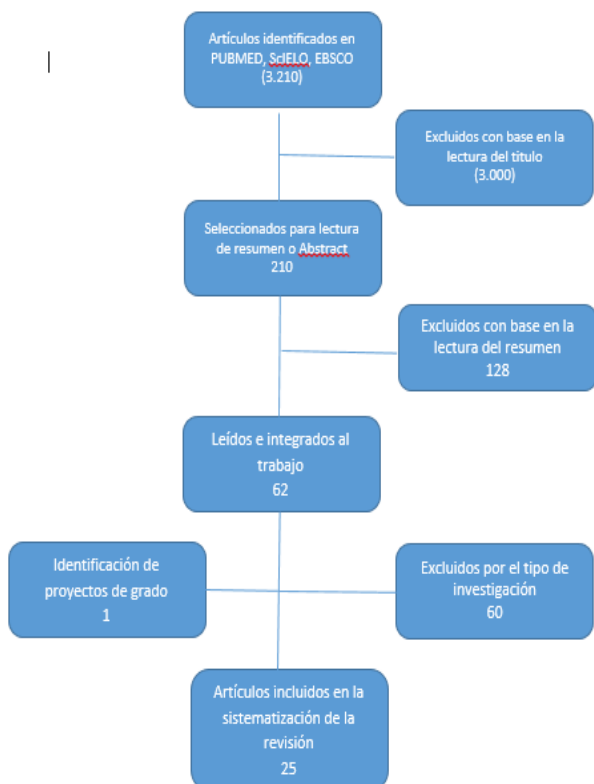 Artículos identificados en
PUBMED, SciELO, EBSCO
(3.210)
Excluidos con base en la
lectura del titulo
(3.000)
Seleccionados para lectura
de resumen o Abstract
210
Excluidos con base en la
lectura del resumen
128
Leídos e integrados al
trabajo
62
Identificación de
proyectos de grado
1
Excluidos por el tipo de
investigación
60
Artículos incluidos en la
sistematización de la
revisión
25